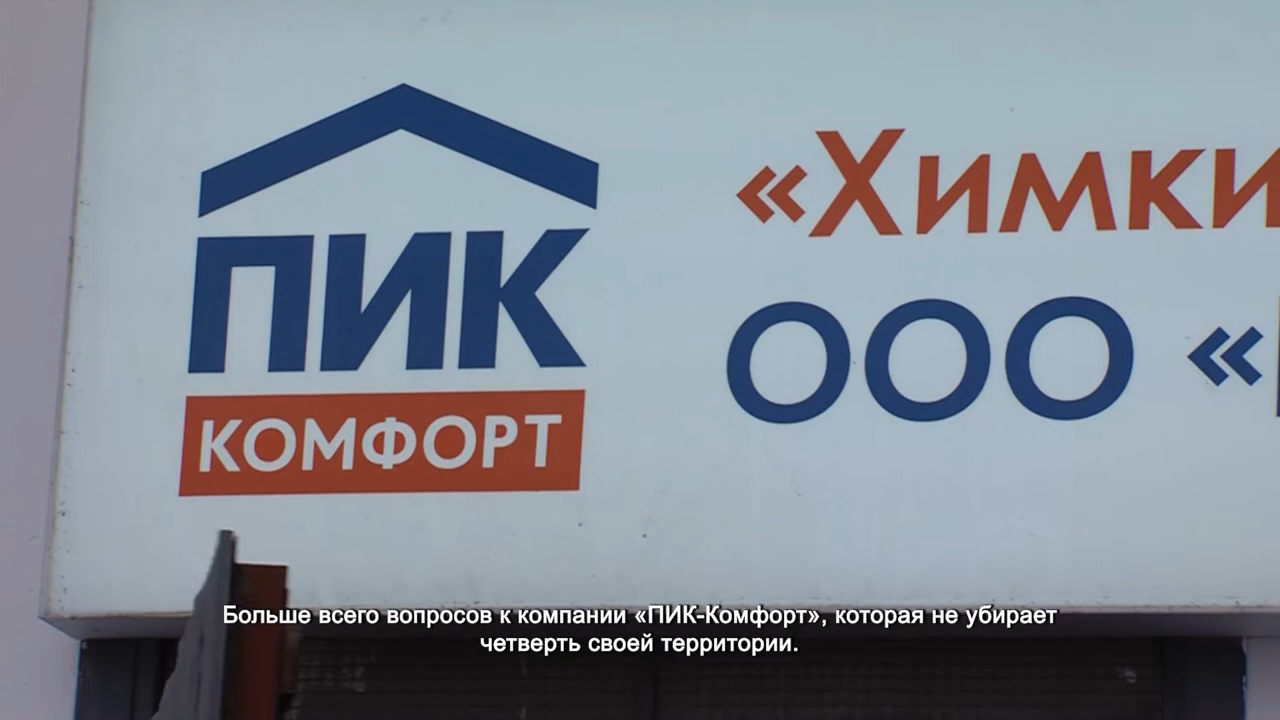 ПИК
КОМФОРТ
«Химки
ООО «
Больше всего вопросов к компании «ПИК-Комфорт», которая не убирает
четверть своей территории.